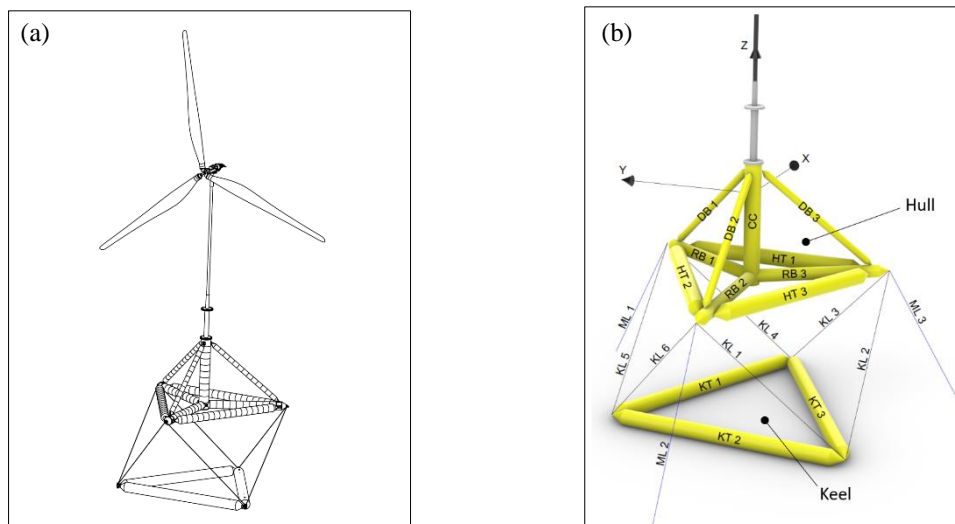 (a)
(b)
Z
X
Y
DB 1
DB 2
CC
DB 3
Hull
HT 1
RB 1
RB 3
HT 2
RB 2
HT 3
ML 1
KL 5
KL 6
KL 4
KL 1
KL 3
KL 2
ML 3
KT 1
KT 3
KT 2
ML 2
Keel